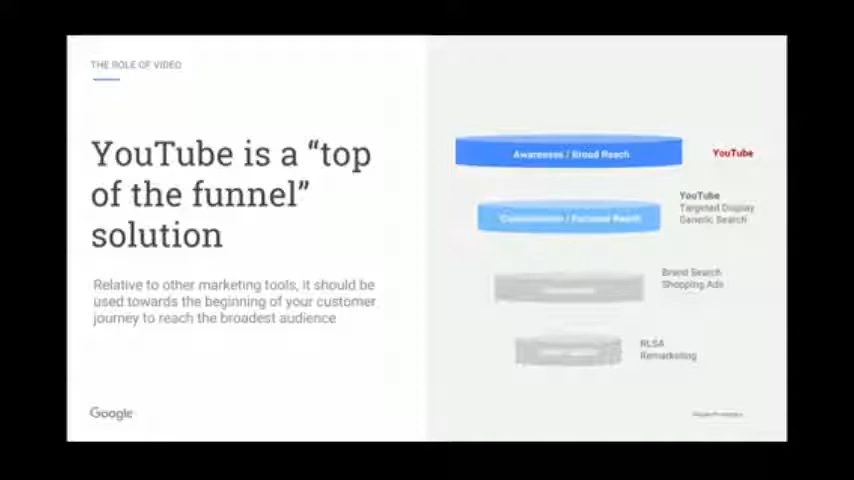 THE ROLE OF VIDEO
YouTube is a “top
of the funnel”
solution
Relative to other marketing tools, it should be
used towards the beginning of your customer
journey to reach the broadest audience
Google
Awareness / Broad Reach
YouTube
/ Focused Reach
YouTube
Targeted Display
Generic Search
Brand Search
Shopping Ads
RLSA
Remarketing